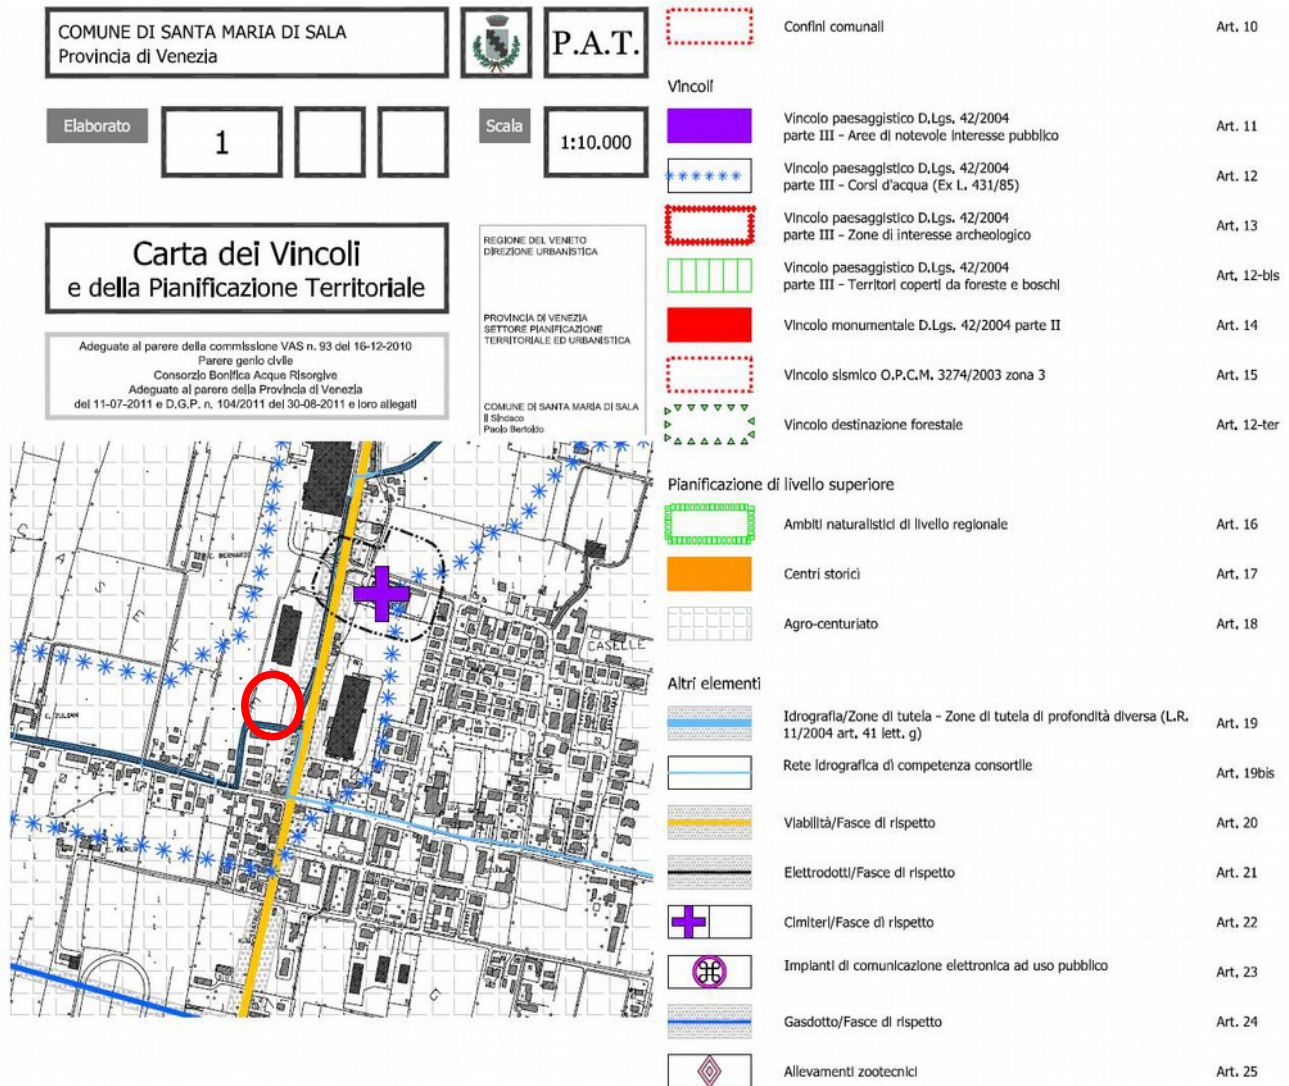 COMUNE DI SANTA MARIA DI SALA
Provincia di Venezia
P.A.T.
Elaborato
1
Scala
1:10.000
Carta dei Vincoli
e della Pianificazione Territoriale
Adeguate al parere della commissione VAS n. 93 del 16-12-2010
Parere genio civile
Consorzio Bonifica Acque Risorgive
Adeguate al parere della Provincia di Venezia
del 11-07-2011 e D.G.P. n. 104/2011 del 30-08-2011 e loro allegati
REGIONE DEL VENETO
DIREZIONE URBANISTICA
PROVINCIA DI VENEZIA
SETTORE PIANIFICAZIONE
TERRITORIALE ED URBANISTICA
COMUNE DI SANTA MARIA DI SALA
Il Sindaco
Paolo Bertoldo
C. BERNARDI
CASELLE
C. ZULIAN
SCUOLA
Confini comunali Art. 10
Vincoli
Vincolo paesaggistico D.Lgs. 42/2004
parte III - Aree di notevole interesse pubblico Art. 11
Vincolo paesaggistico D.Lgs. 42/2004
parte III - Corsi d'acqua (Ex L. 431/85) Art. 12
Vincolo paesaggistico D.Lgs. 42/2004
parte III - Zone di interesse archeologico Art. 13
Vincolo paesaggistico D.Lgs. 42/2004
parte III - Territori coperti da foreste e boschi Art. 12-bis
Vincolo monumentale D.Lgs. 42/2004 parte II Art. 14
Vincolo sismico O.P.C.M. 3274/2003 zona 3 Art. 15
Vincolo destinazione forestale Art. 12-ter
Pianificazione di livello superiore
Ambiti naturalistici di livello regionale Art. 16
Centri storici Art. 17
Agro-centuriato Art. 18
Altri elementi
Idrografia/Zone di tutela - Zone di tutela di profondità diversa (L.R.
11/2004 art. 41 lett. g) Art. 19
Rete idrografica di competenza consortile Art. 19bis
Viabilità/Fasce di rispetto Art. 20
Elettrodotti/Fasce di rispetto Art. 21
Cimiteri/Fasce di rispetto Art. 22
Impianti di comunicazione elettronica ad uso pubblico Art. 23
Gasdotto/Fasce di rispetto Art. 24
Allevamenti zootecnici Art. 25